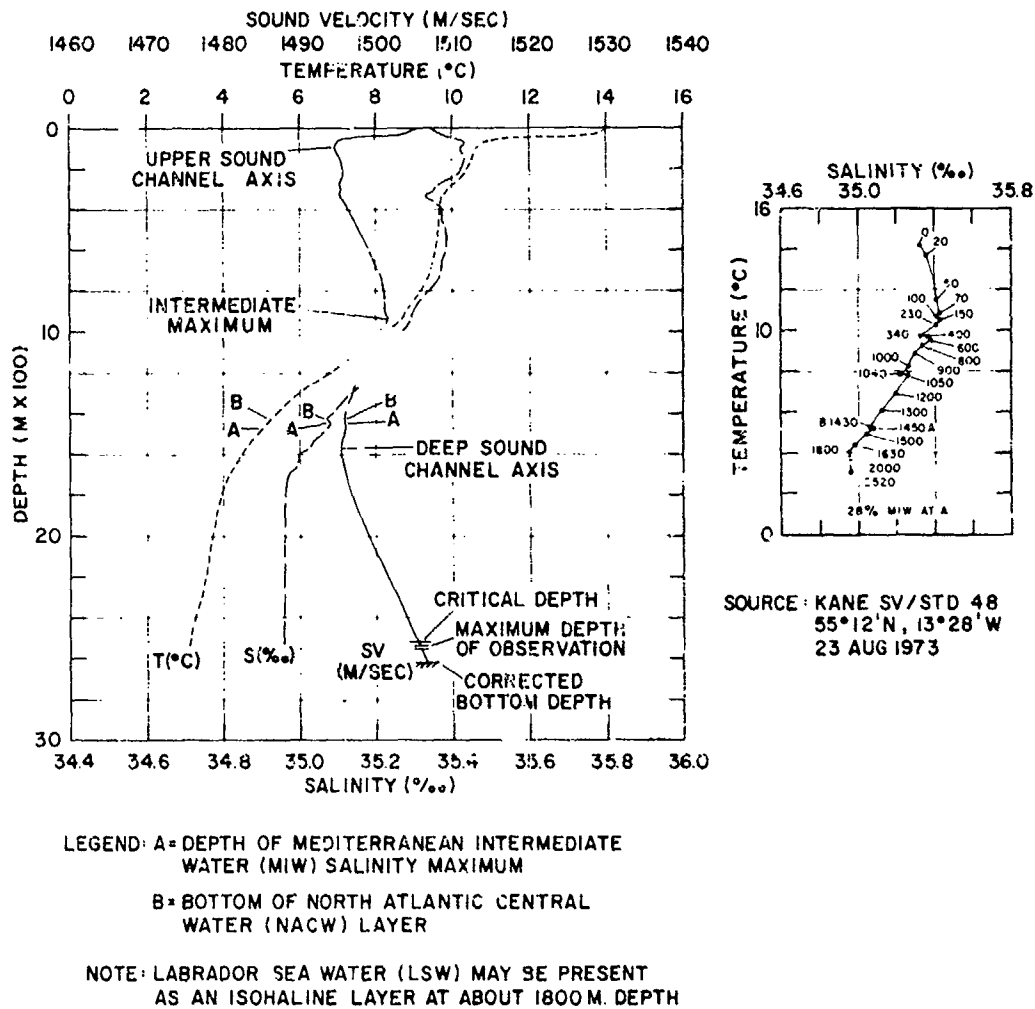 SOUND VELOCITY (M/SEC)
1460 1470 1480 1490 1500 1510 1520 1530 1540
TEMPERATURE (°C)
0 2 4 6 8 10 12 14 16
0
UPPER SOUND
CHANNEL AXIS
INTERMEDIATE
MAXIMUM
10
B
A
B
A
B
A
DEEP SOUND
CHANNEL AXIS
DEPTH (M X 100)
20
CRITICAL DEPTH
MAXIMUM DEPTH
OF OBSERVATION
T(°C)
S(‰)
SV
(M/SEC)
CORRECTED
BOTTOM DEPTH
30
34.4 34.6 34.8 35.0 35.2 35.4 35.6 35.8 36.0
SALINITY (‰)
SALINITY (‰)
34.6 35.0 35.8
16
TEMPERATURE (°C)
10
0
0
20
100
70
230
150
340
400
600
800
1000
900
1040
1050
1200
1300
B1430
1450A
1500
1800
1630
2000
28% MIW AT A
SOURCE: KANE SV/STD 48
55°12'N, 13°28'W
23 AUG 1973
LEGEND: A= DEPTH OF MEDITERRANEAN INTERMEDIATE
WATER (MIW) SALINITY MAXIMUM
B= BOTTOM OF NORTH ATLANTIC CENTRAL
WATER (NACW) LAYER
NOTE: LABRADOR SEA WATER (LSW) MAY BE PRESENT
AS AN ISOHALINE LAYER AT ABOUT 1800 M. DEPTH